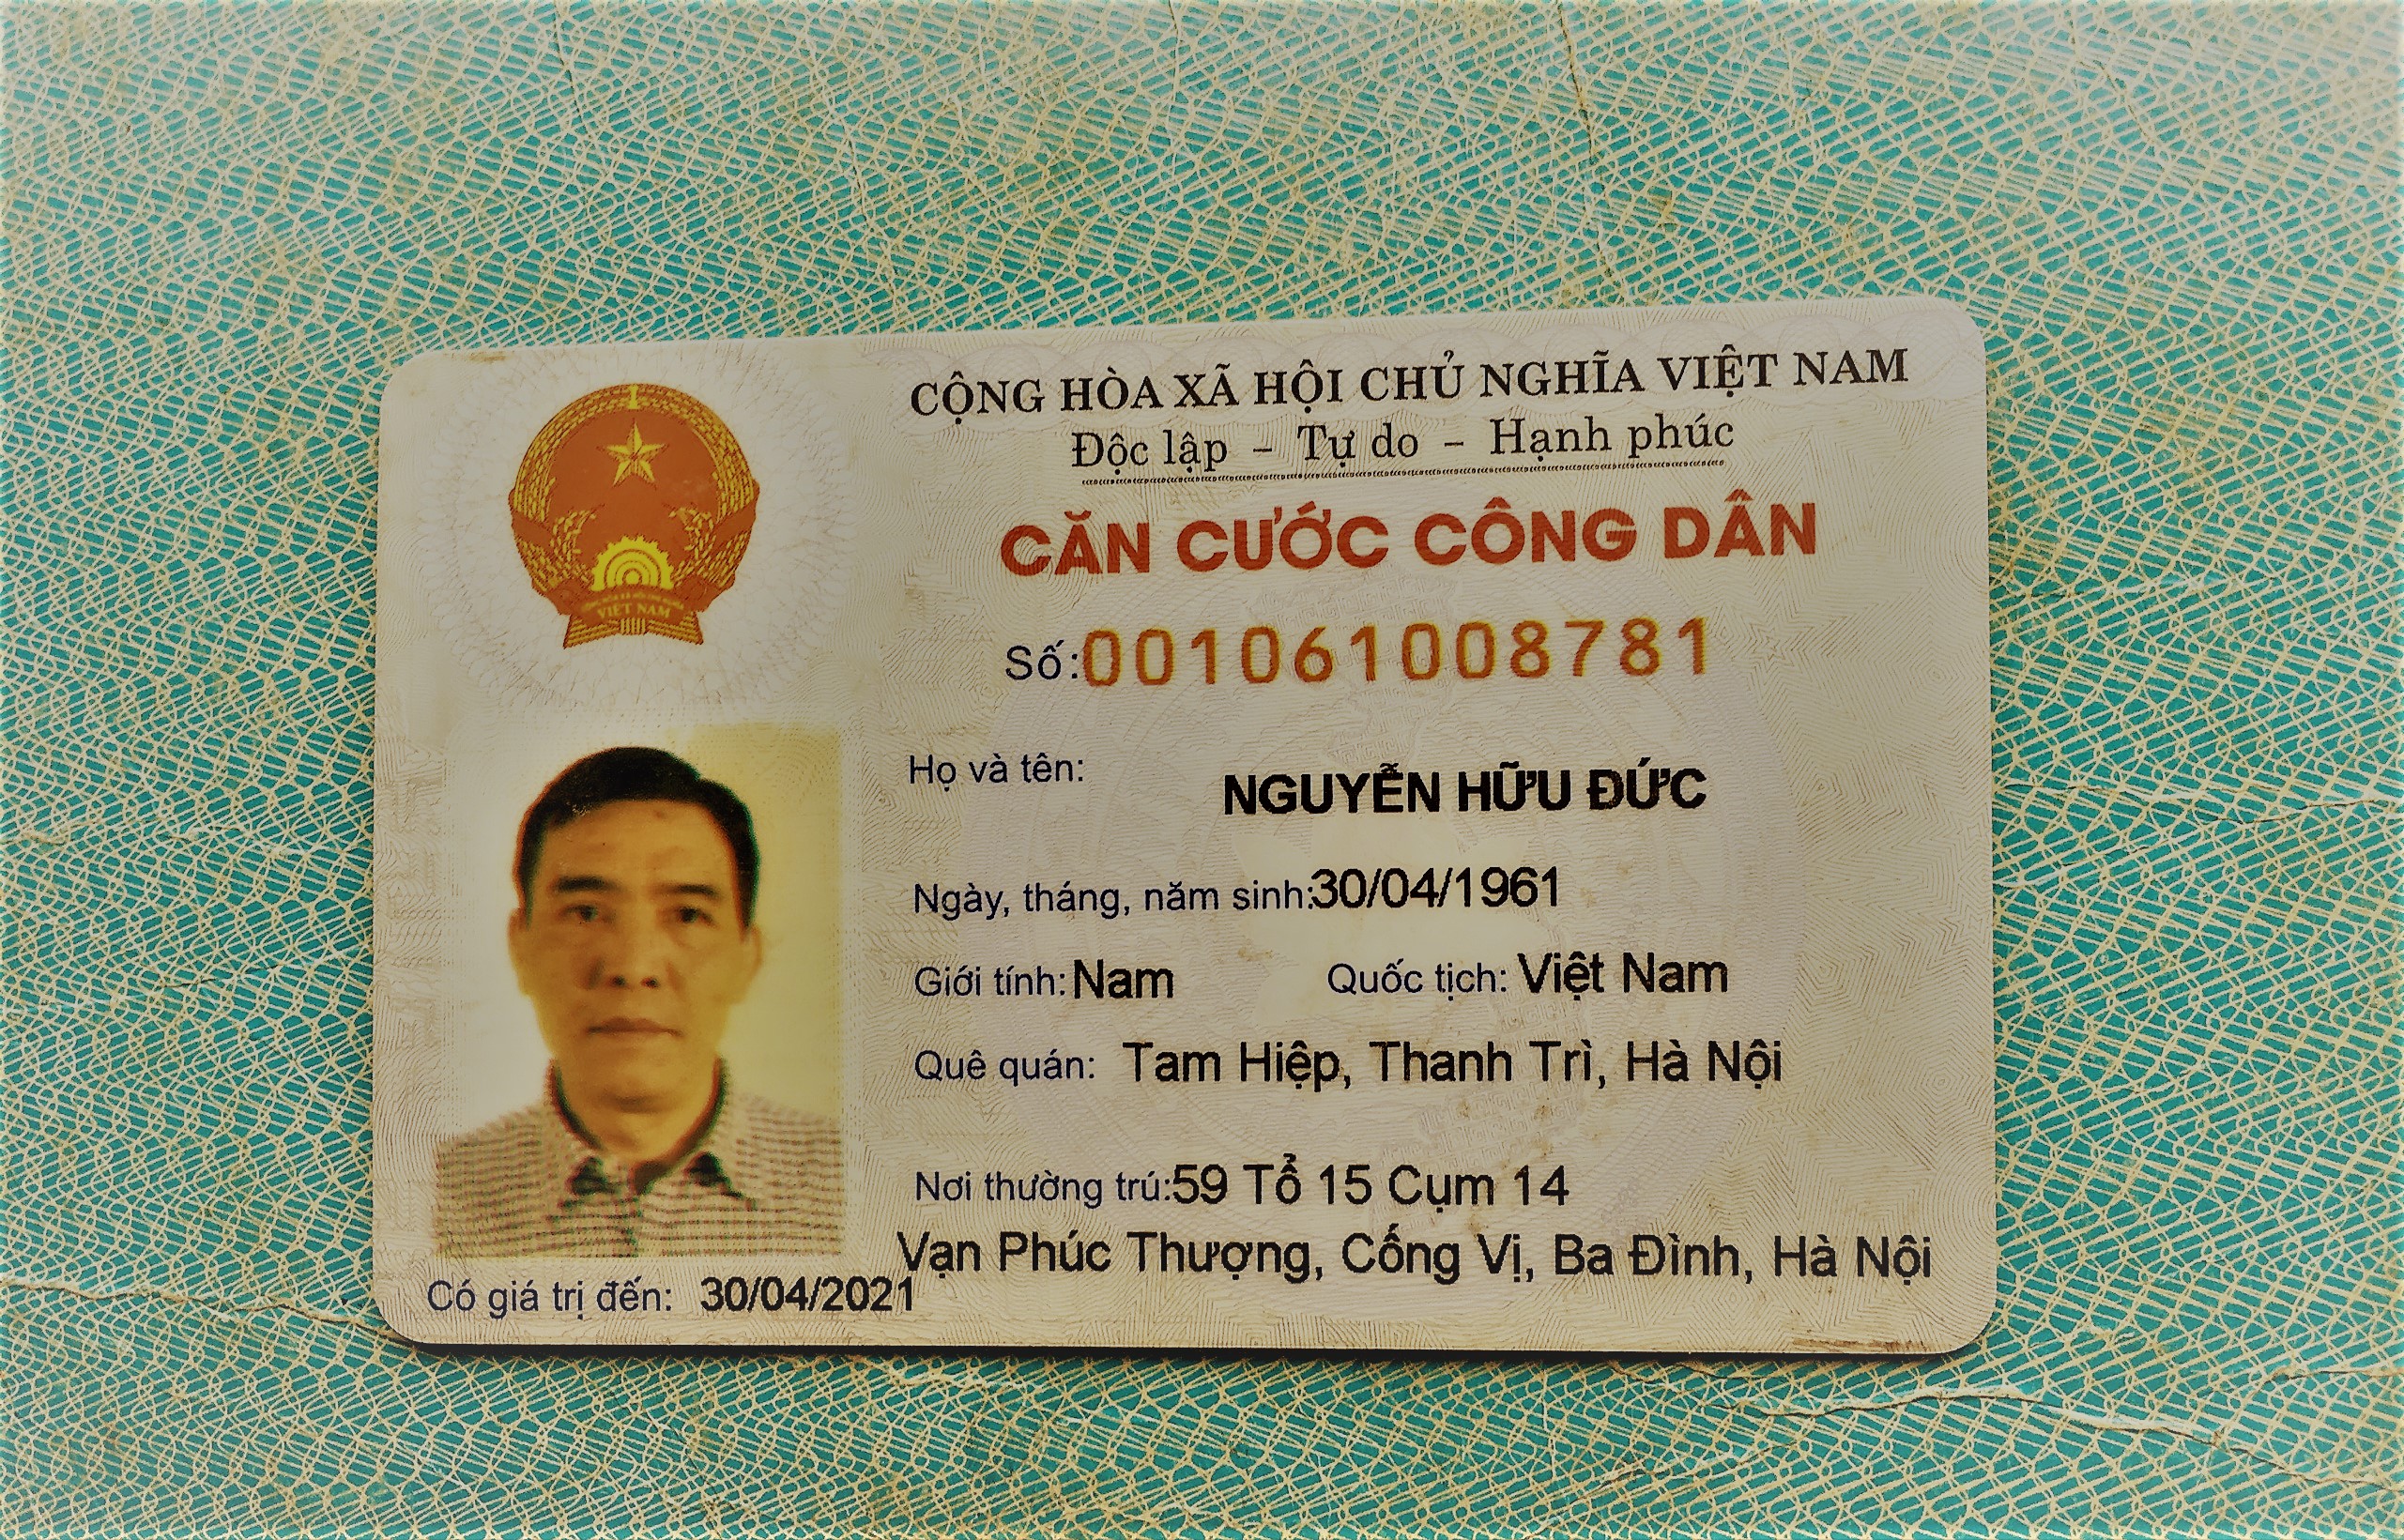 CỘNG HÒA XÃ HỘI CHỦ NGHĨA VIỆT NAM
Độc lập – Tự do – Hạnh phúc
CĂN CƯỚC CÔNG DÂN
Số: 001061008781
Họ và tên: NGUYỄN HỮU ĐỨC
Ngày, tháng, năm sinh: 30/04/1961
Giới tính: Nam Quốc tịch: Việt Nam
Quê quán: Tam Hiệp, Thanh Trì, Hà Nội
Nơi thường trú: 59 Tổ 15 Cụm 14
Vạn Phúc Thượng, Cống Vị, Ba Đình, Hà Nội
Có giá trị đến: 30/04/2021
VIỆT NAM